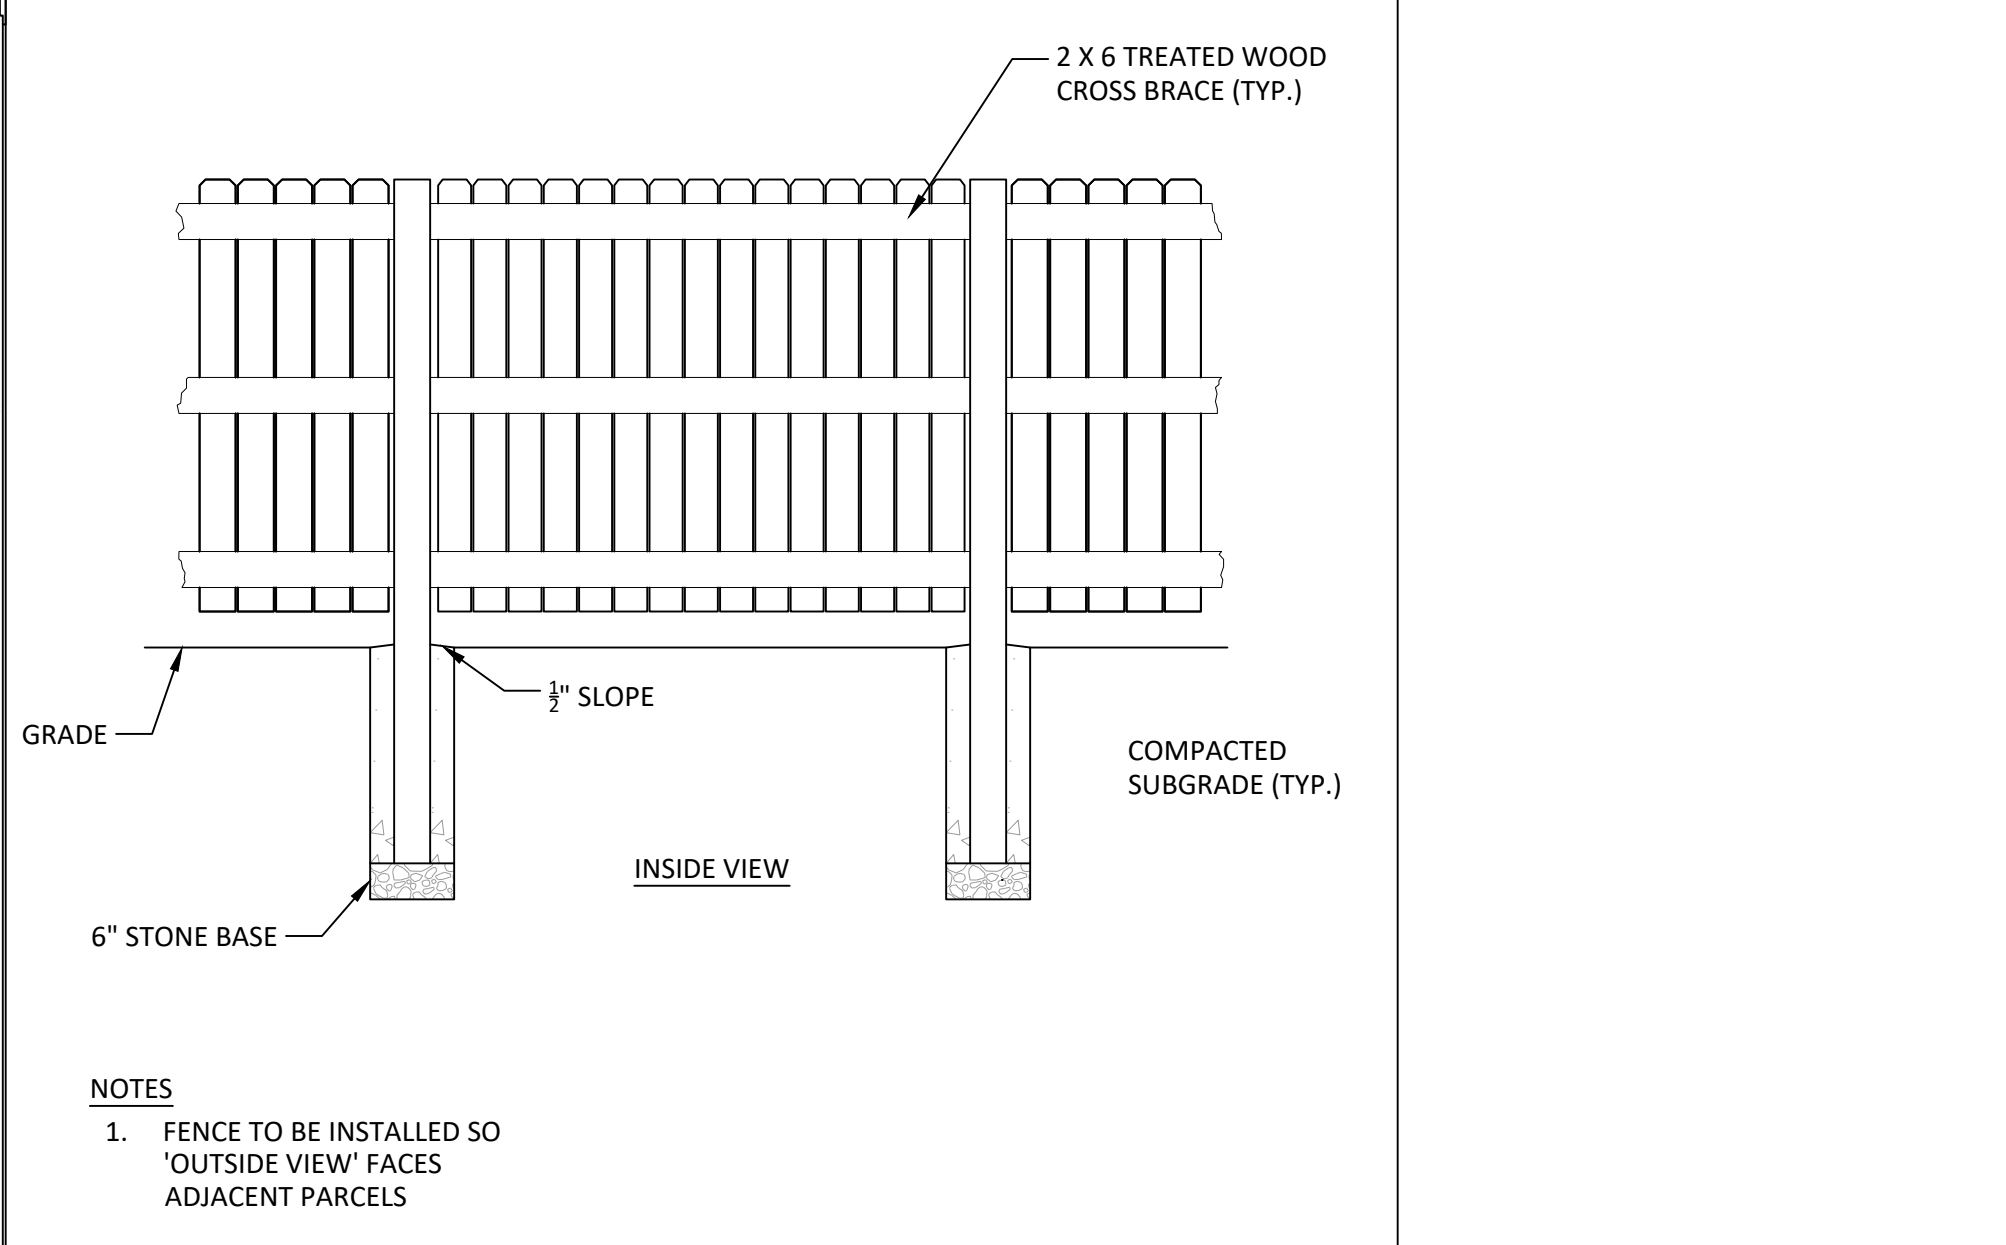 2 X 6 TREATED WOOD
CROSS BRACE (TYP.)
½" SLOPE
GRADE
COMPACTED
SUBGRADE (TYP.)
INSIDE VIEW
6" STONE BASE
NOTES
1. FENCE TO BE INSTALLED SO
'OUTSIDE VIEW' FACES
ADJACENT PARCELS